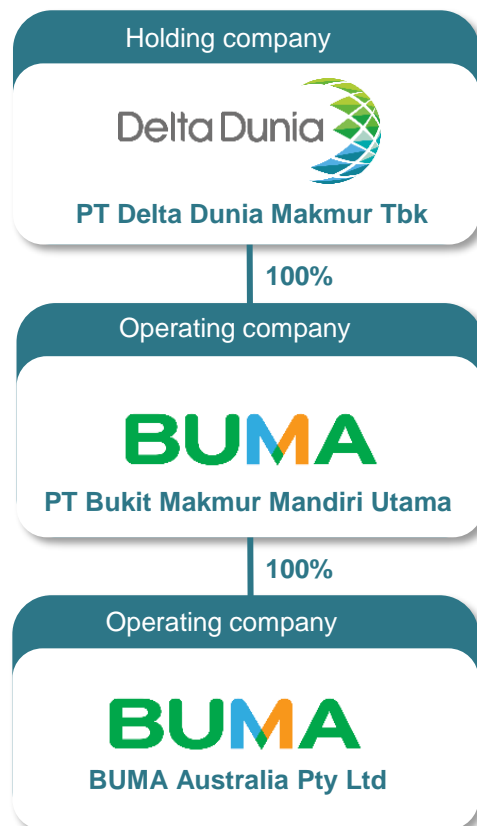 Holding company
Delta Dunia
PT Delta Dunia Makmur Tbk
100%
Operating company
BUMA
PT Bukit Makmur Mandiri Utama
100%
Operating company
BUMA
BUMA Australia Pty Ltd